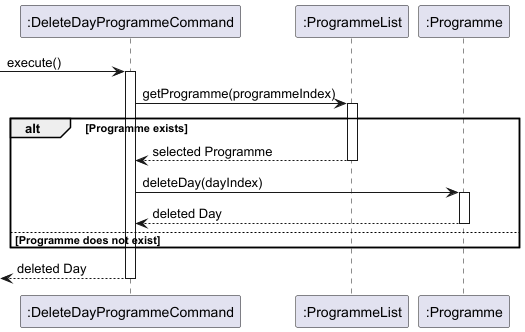 :DeleteDayProgrammeCommand :ProgrammeList :Programme
execute()
getProgramme(programmeIndex)
alt [Programme exists]
selected Programme
deleteDay(dayIndex)
deleted Day
[Programme does not exist]
deleted Day
:DeleteDayProgrammeCommand :ProgrammeList :Programme